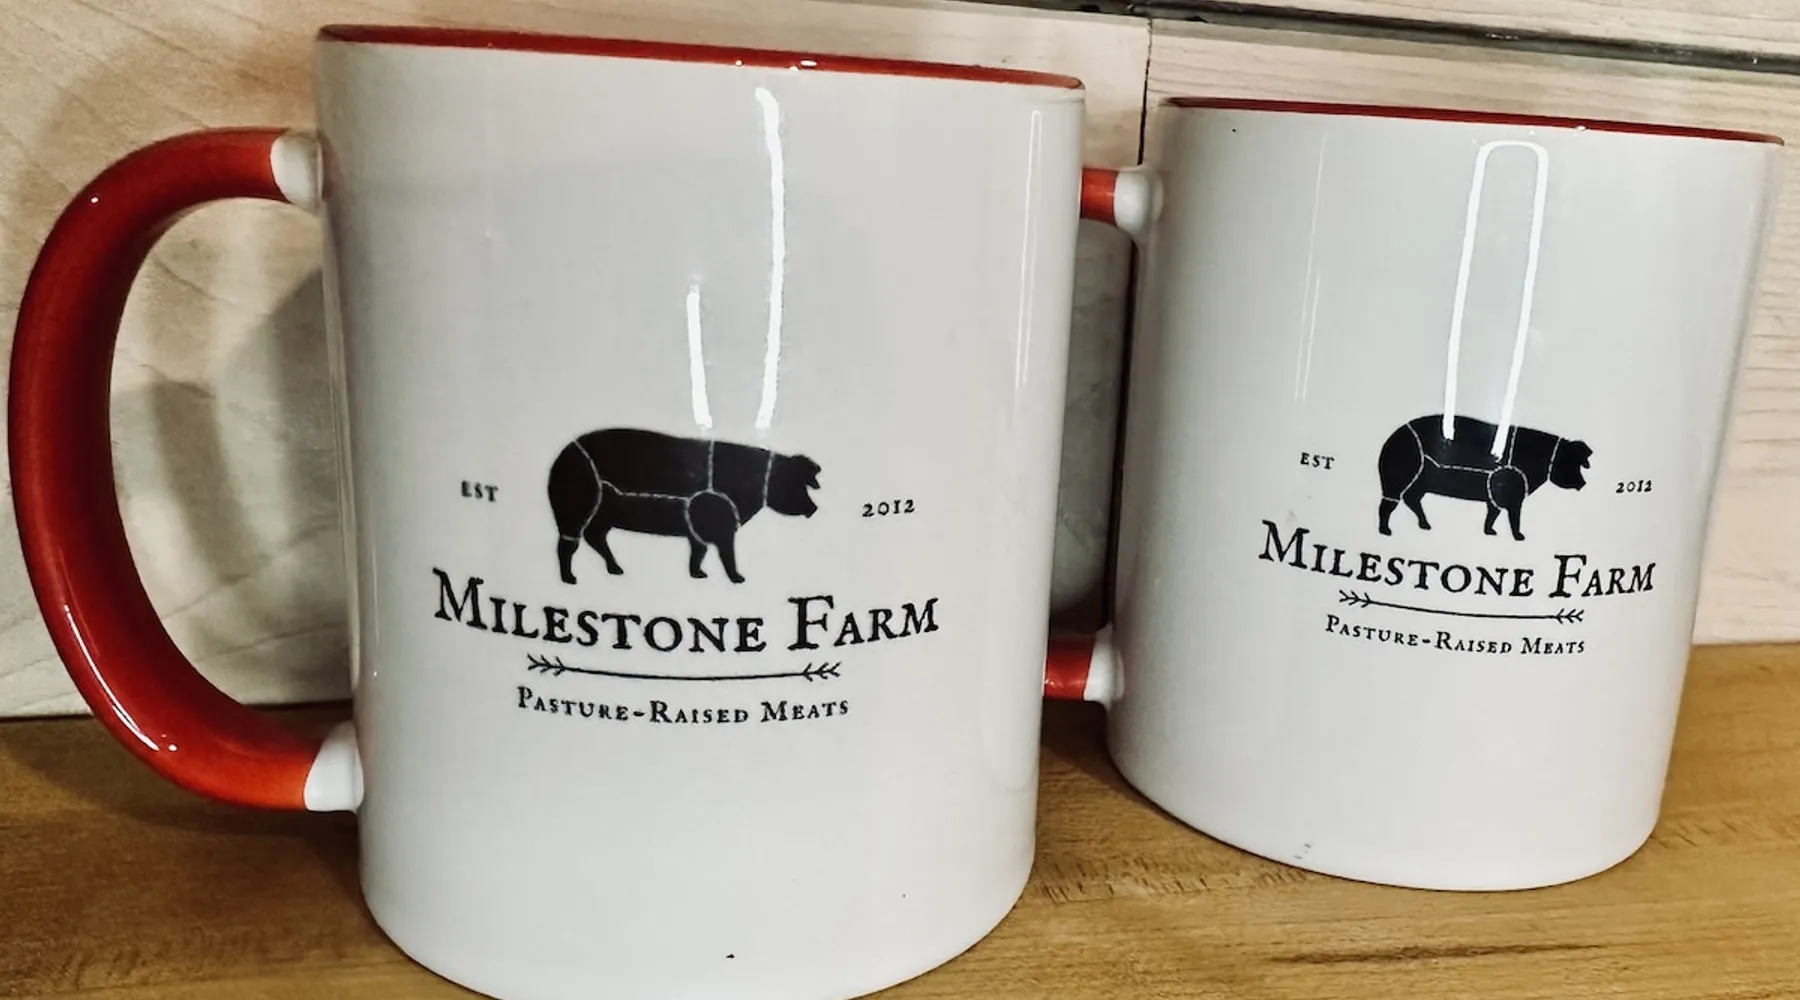 EST 2012
MILESTONE FARM
PASTURE-RAISED MEATS
EST 2012
MILESTONE FARM
PASTURE-RAISED MEATS